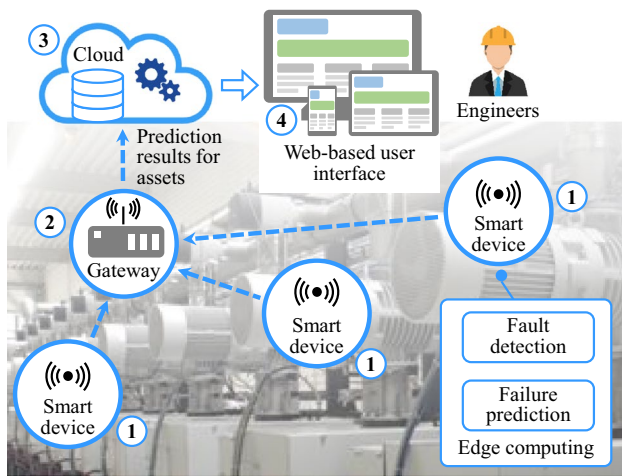 3
Cloud
4
Engineers
Web-based user
interface
Prediction
results for
assets
2
Gateway
1
Smart
device
Smart
device
1
Smart
device
1
Fault
detection
Failure
prediction
Edge computing